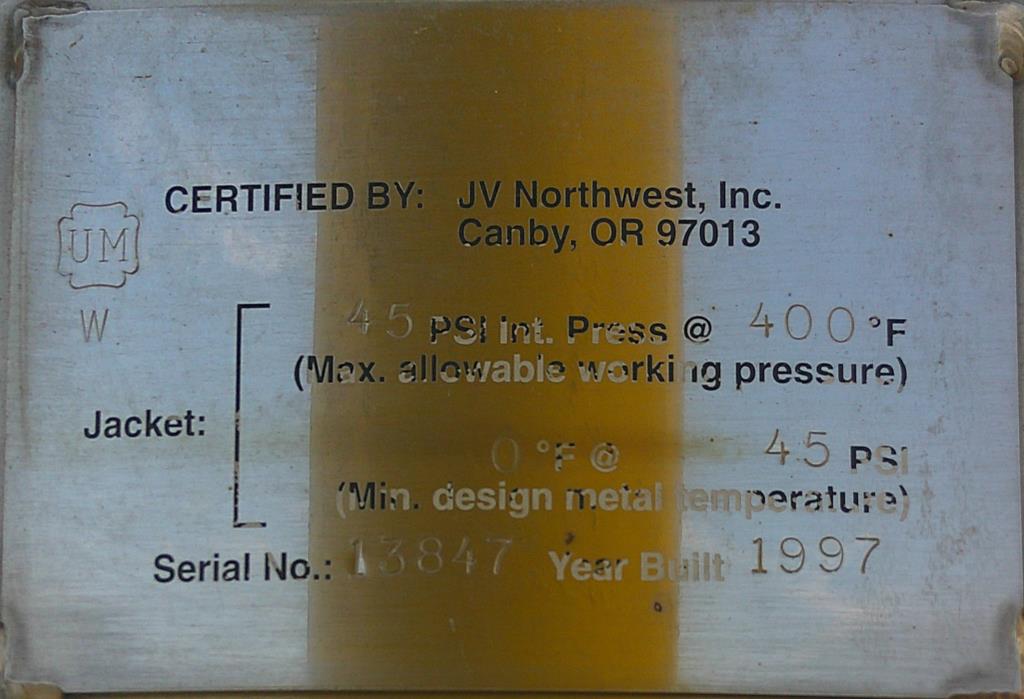 CERTIFIED BY: JV Northwest, Inc.
Canby, OR 97013
UM
W
45 PSI int. Press @ 400 °F
(Max. allowable working pressure)
Jacket:
0 °F @ 45 PSI
(Min. design metal temperature)
Serial No.: 13847 Year Built 1997